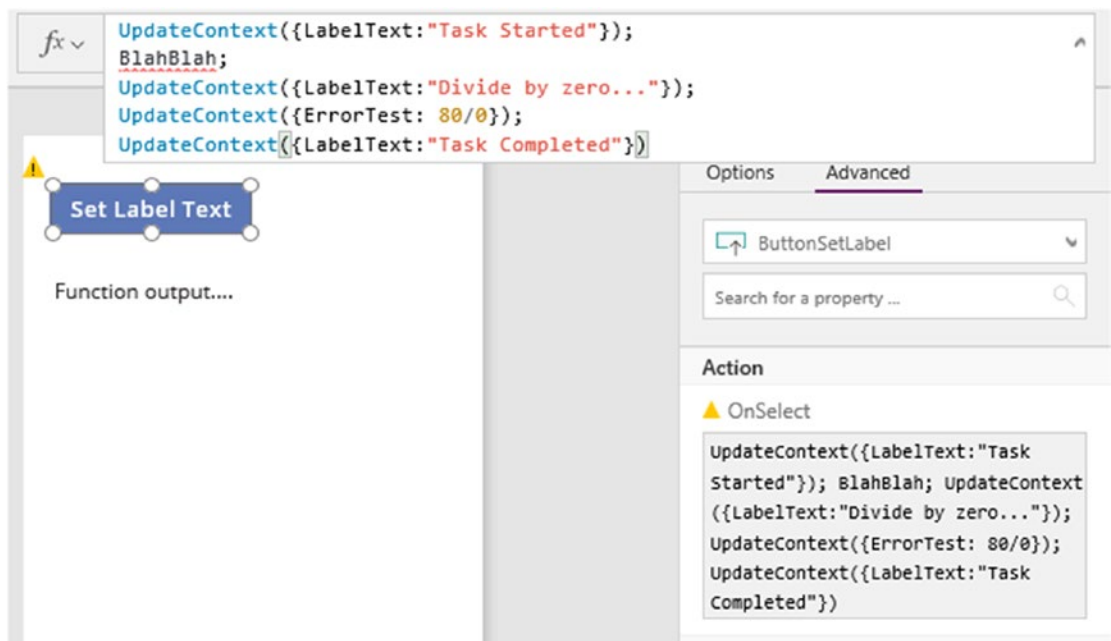 fx
UpdateContext({LabelText:"Task Started"});
BlahBlah;
UpdateContext({LabelText:"Divide by zero..."});
UpdateContext({ErrorTest: 80/0});
UpdateContext({LabelText:"Task Completed"})
Set Label Text
Function output....
Options Advanced
ButtonSetLabel
Search for a property ...
Action
OnSelect
UpdateContext({LabelText:"Task
Started"}); BlahBlah; UpdateContext
({LabelText:"Divide by zero..."});
UpdateContext({ErrorTest: 80/0});
UpdateContext({LabelText:"Task
Completed"})